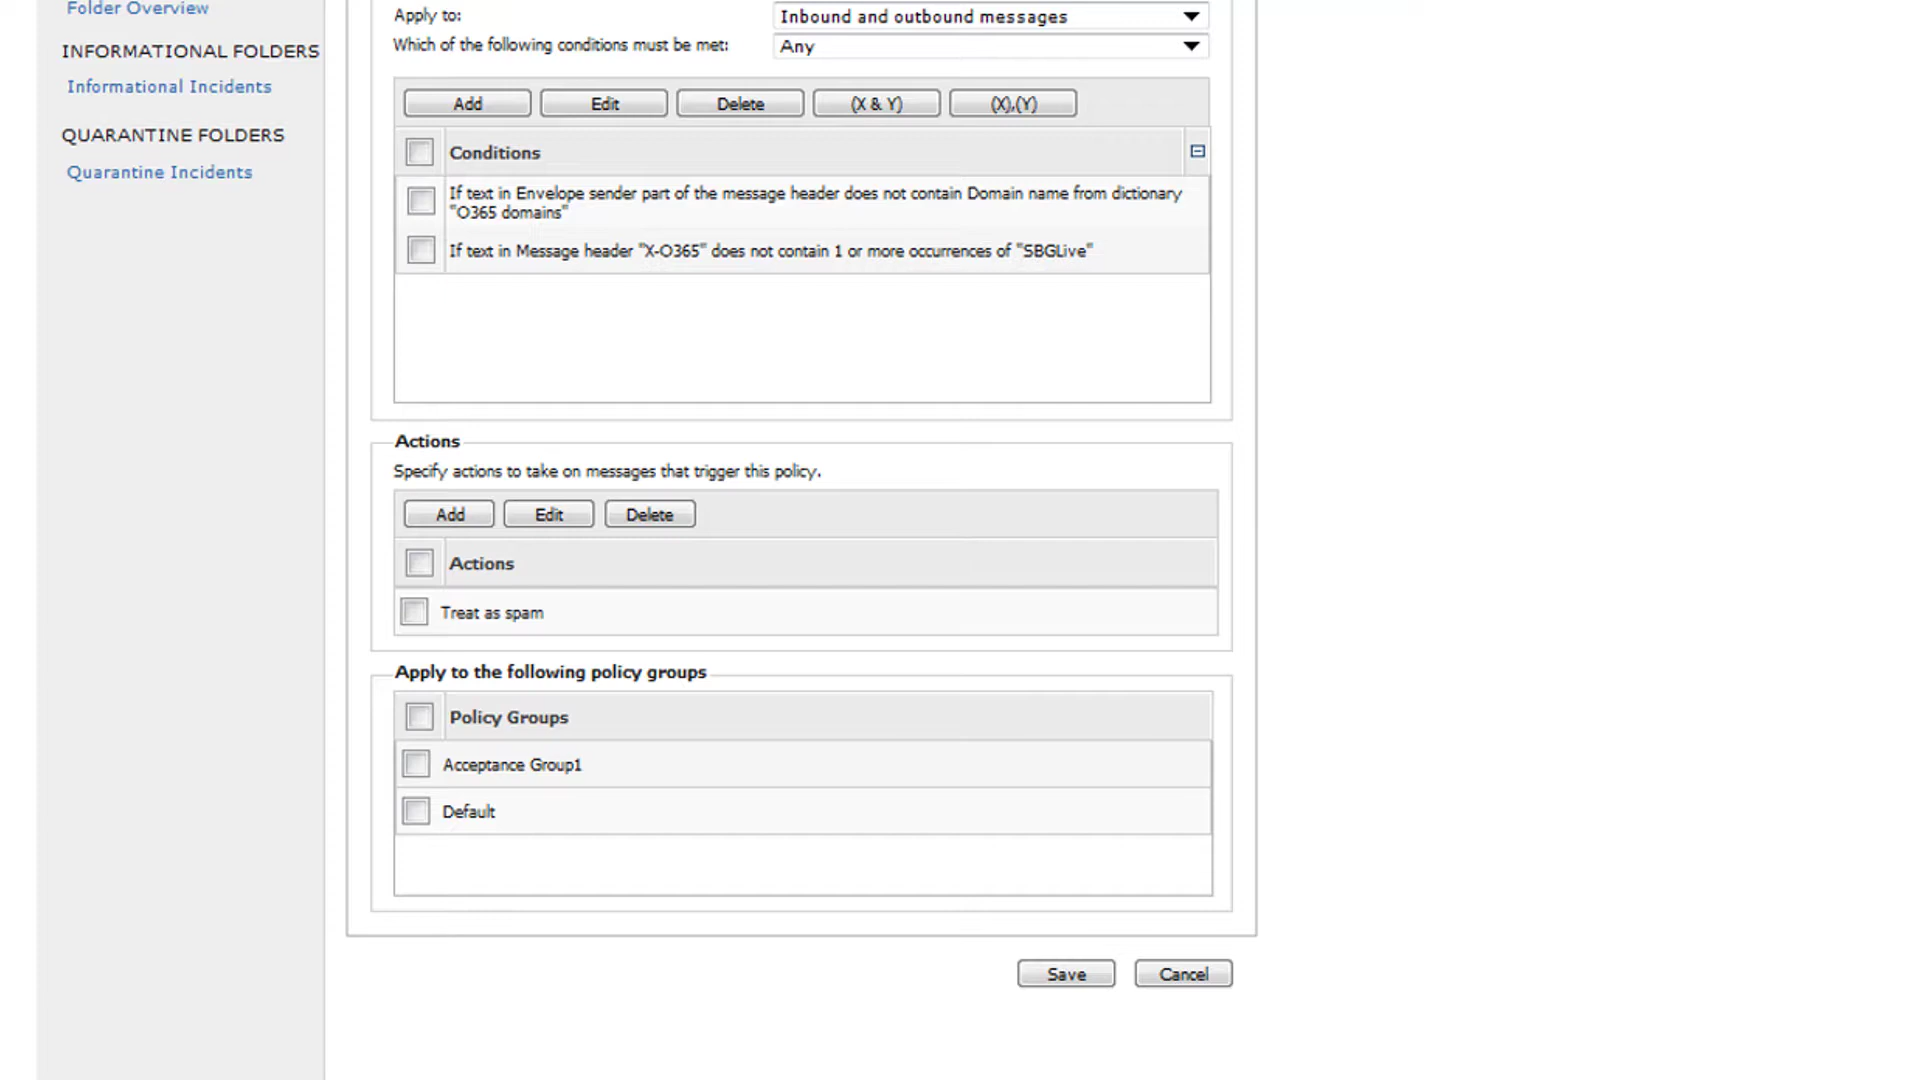 Folder Overview
INFORMATIONAL FOLDERS
Informational Incidents
QUARANTINE FOLDERS
Quarantine Incidents
Apply to:
Inbound and outbound messages
Which of the following conditions must be met:
Any
Add
Edit
Delete
(X & Y)
(X),(Y)
Conditions
If text in Envelope sender part of the message header does not contain Domain name from dictionary
"O365 domains"
If text in Message header "X-O365" does not contain 1 or more occurrences of "SBGLive"
Actions
Specify actions to take on messages that trigger this policy.
Add
Edit
Delete
Actions
Treat as spam
Apply to the following policy groups
Policy Groups
Acceptance Group1
Default
Save
Cancel